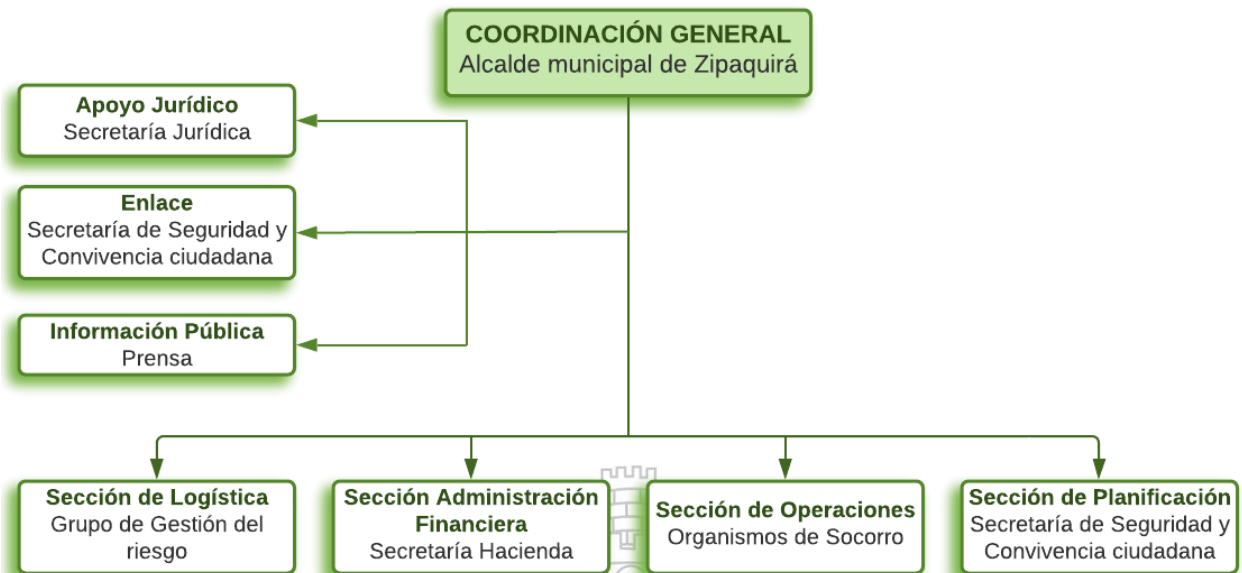 COORDINACIÓN GENERAL
Alcalde municipal de Zipaquirá
Apoyo Jurídico
Secretaría Jurídica
Enlace
Secretaría de Seguridad y
Convivencia ciudadana
Información Pública
Prensa
Sección de Logística
Grupo de Gestión del
riesgo
Sección Administración
Financiera
Secretaría Hacienda
Sección de Operaciones
Organismos de Socorro
Sección de Planificación
Secretaría de Seguridad y
Convivencia ciudadana